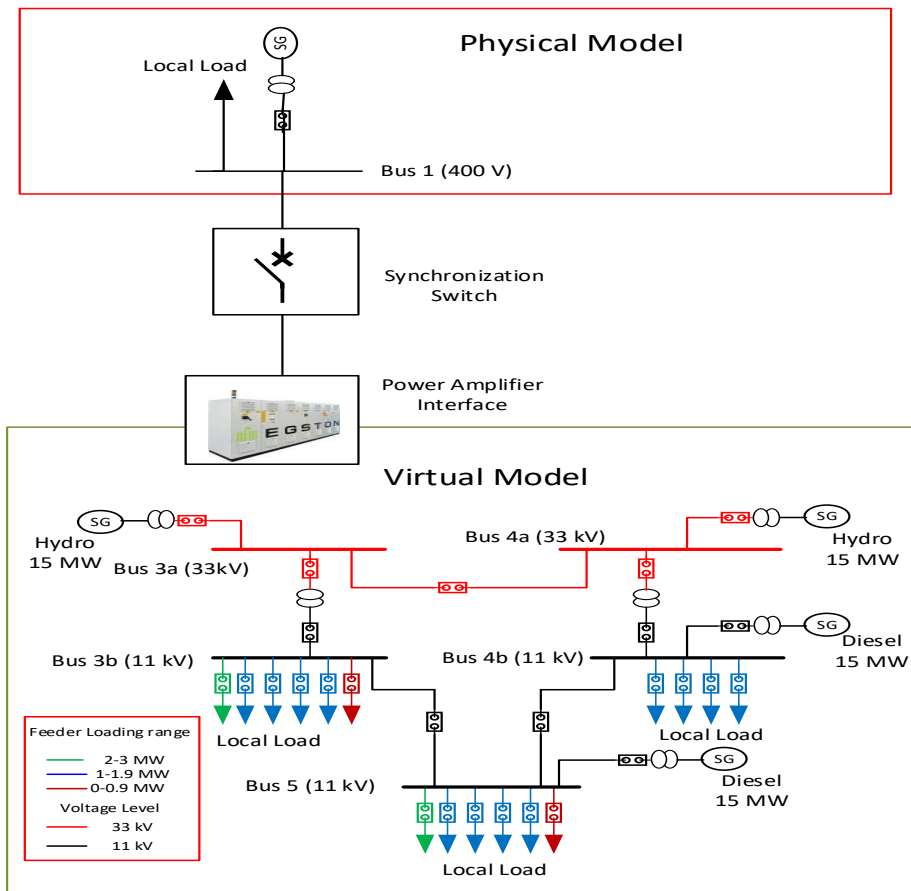 Physical Model
SG
Local Load
Bus 1 (400 V)
Synchronization
Switch
Power Amplifier
Interface
EGSTON
Virtual Model
SG
Hydro
15 MW
Bus 3a (33kV)
Bus 4a (33 kV)
SG
Hydro
15 MW
Bus 3b (11 kV)
Bus 4b (11 kV)
SG
Diesel
15 MW
Local Load
Local Load
Feeder Loading range
2-3 MW
1-1.9 MW
0-0.9 MW
Voltage Level
33 kV
11 kV
Bus 5 (11 kV)
SG
Diesel
15 MW
Local Load